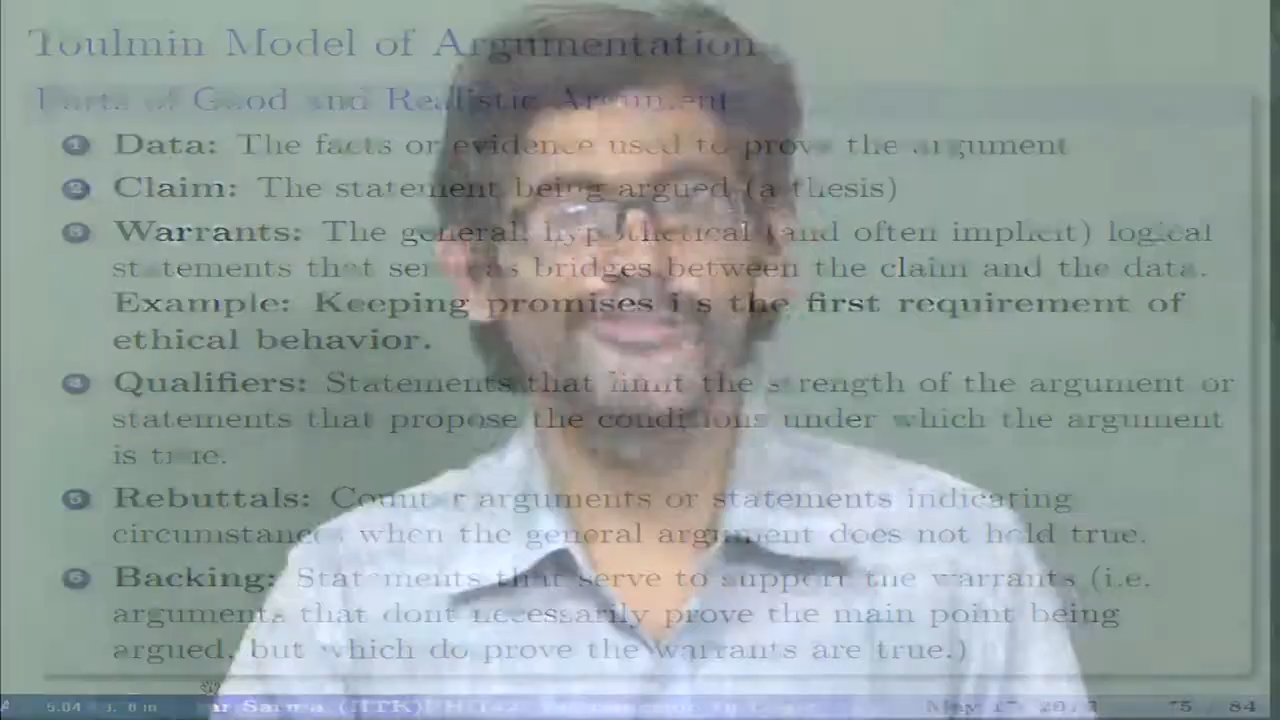 Toulmin Model of Argumentation
Parts of Good and Realistic Argument
1 Data: The facts or evidence used to prove the argument
2 Claim: The statement being argued (a thesis)
3 Warrants: The general, hypothetical (and often implicit) logical
statements that serve as bridges between the claim and the data.
Example: Keeping promises i s the first requirement of
ethical behavior.
4 Qualifiers: Statements that limit the strength of the argument or
statements that propose the conditions under which the argument
is true.
5 Rebuttals: Counter arguments or statements indicating
circumstances when the general argument does not hold true.
6 Backing: Statements that serve to support the warrants (i.e.
arguments that dont necessarily prove the main point being
argued, but which do prove the warrants are true.)
(IITK) May 17, 75 / 84